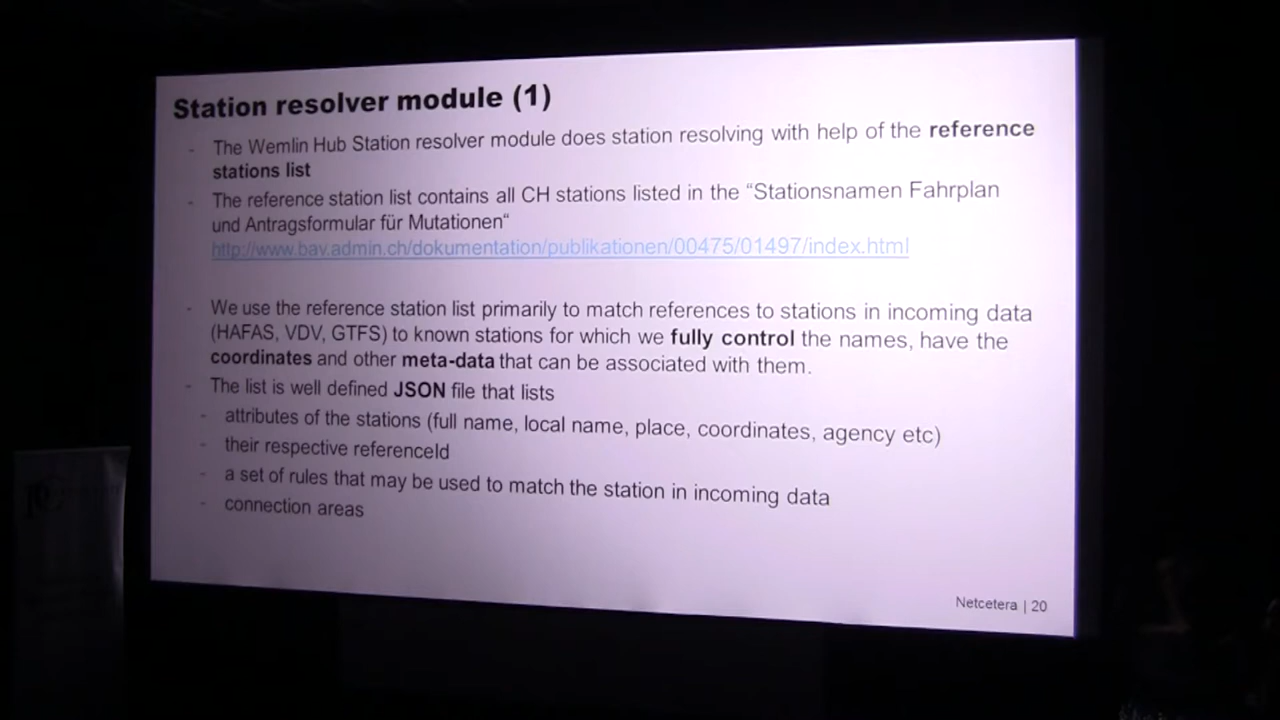 Station resolver module (1)
- The Wemlin Hub Station resolver module does station resolving with help of the reference
stations list
- The reference station list contains all CH stations listed in the “Stationsnamen Fahrplan
und Antragsformular für Mutationen“
http://www.bav.admin.ch/dokumentation/publikationen/00475/01497/index.html
- We use the reference station list primarily to match references to stations in incoming data
(HAFAS, VDV, GTFS) to known stations for which we fully control the names, have the
coordinates and other meta-data that can be associated with them.
- The list is well defined JSON file that lists
- attributes of the stations (full name, local name, place, coordinates, agency etc)
- their respective referenceId
- a set of rules that may be used to match the station in incoming data
- connection areas
Netcetera | 20